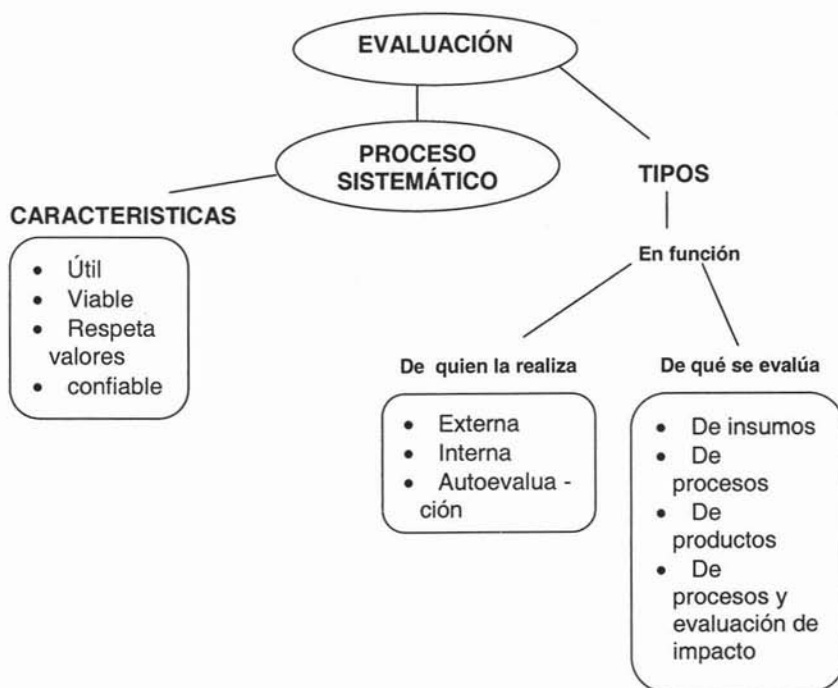 EVALUACIÓN
PROCESO
SISTEMÁTICO
CARACTERISTICAS
• Útil
• Viable
• Respeta
valores
• confiable
TIPOS
En función
De quien la realiza
• Externa
• Interna
• Autoevalua -
ción
De qué se evalúa
• De insumos
• De
procesos
• De
productos
• De
procesos y
evaluación de
impacto